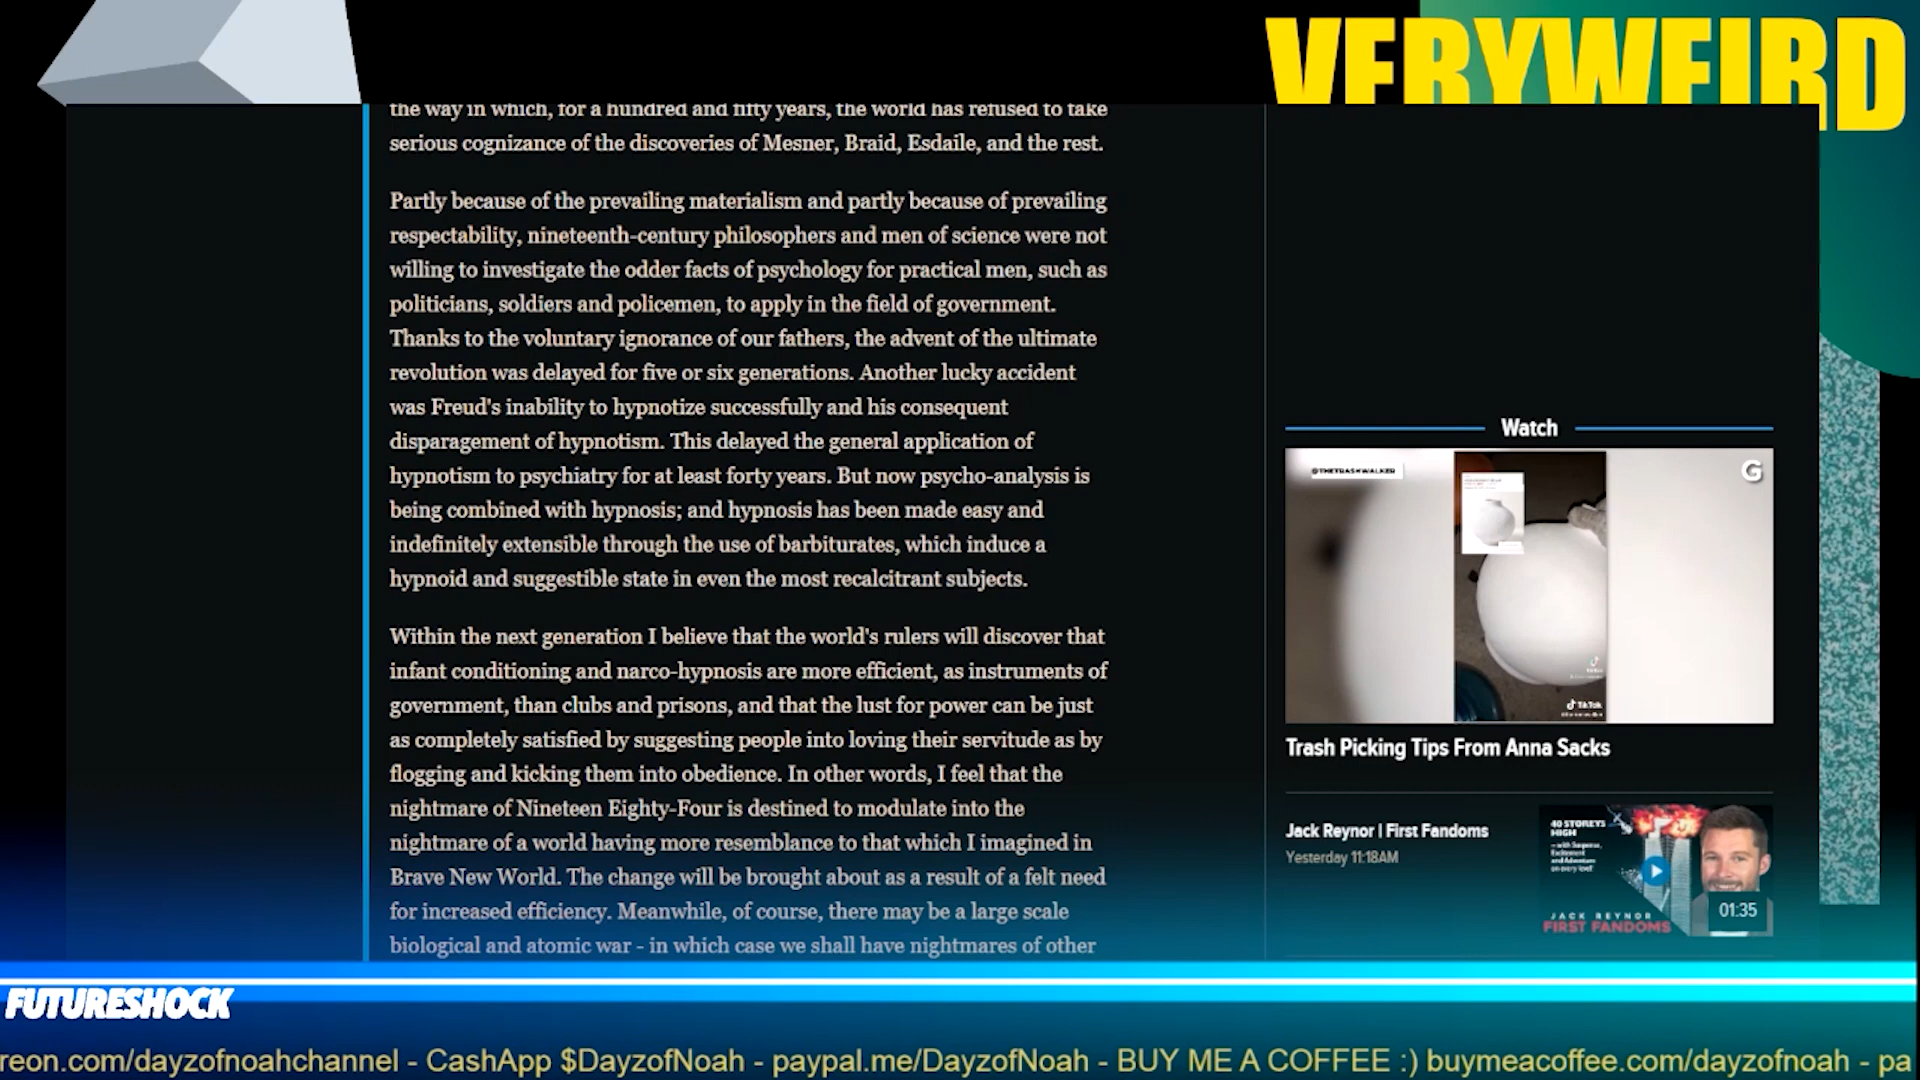 VERYWEIRD
the way in which, for a hundred and fifty years, the world has refused to take
serious cognizance of the discoveries of Mesner, Braid, Esdaile, and the rest.
Partly because of the prevailing materialism and partly because of prevailing
respectability, nineteenth-century philosophers and men of science were not
willing to investigate the odder facts of psychology for practical men, such as
politicians, soldiers and policemen, to apply in the field of government.
Thanks to the voluntary ignorance of our fathers, the advent of the ultimate
revolution was delayed for five or six generations. Another lucky accident
was Freud's inability to hypnotize successfully and his consequent
disparagement of hypnotism. This delayed the general application of
hypnotism to psychiatry for at least forty years. But now psycho-analysis is
being combined with hypnosis; and hypnosis has been made easy and
indefinitely extensible through the use of barbiturates, which induce a
hypnoid and suggestible state in even the most recalcitrant subjects.
Within the next generation I believe that the world's rulers will discover that
infant conditioning and narco-hypnosis are more efficient, as instruments of
government, than clubs and prisons, and that the lust for power can be just
as completely satisfied by suggesting people into loving their servitude as by
flogging and kicking them into obedience. In other words, I feel that the
nightmare of Nineteen Eighty-Four is destined to modulate into the
nightmare of a world having more resemblance to that which I imagined in
Brave New World. The change will be brought about as a result of a felt need
for increased efficiency. Meanwhile, of course, there may be a large scale
biological and atomic war - in which case we shall have nightmares of other
Watch
@THETRASHWALKER
G
TikTok
Trash Picking Tips From Anna Sacks
Jack Reynor | First Fandoms
Yesterday 11:18AM
40 STOREYS
HIGH
– with Suspense,
Excitement
and Adventure
on every level!
JACK REYNOR
FIRST FANDOMS
01:35
FUTURESHOCK
reon.com/dayzofnoahchannel - CashApp $DayzofNoah - paypal.me/DayzofNoah - BUY ME A COFFEE :) buymeacoffee.com/dayzofnoah - pa